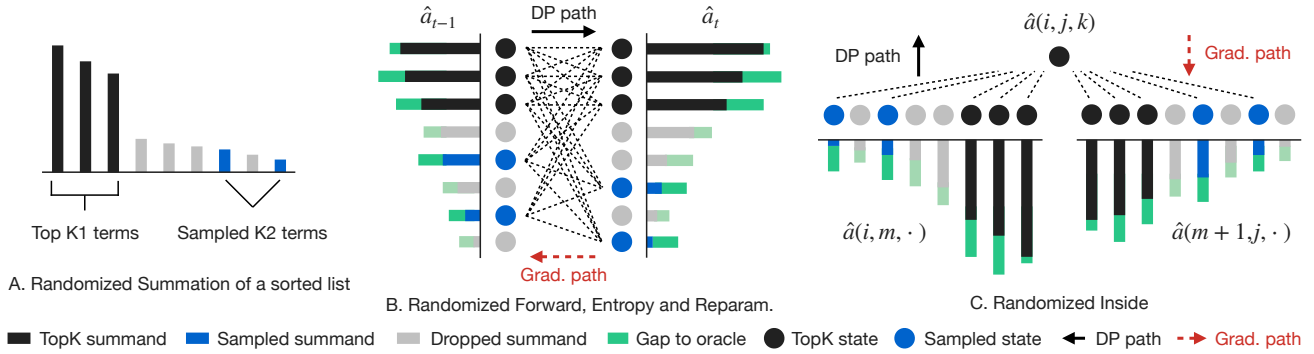 Top K1 terms
Sampled K2 terms
A. Randomized Summation of a sorted list
â_{t−1}
DP path
â_t
Grad. path
B. Randomized Forward, Entropy and Reparam.
â(i, j, k)
DP path
Grad. path
â(i, m, ·)
â(m + 1,j, ·)
C. Randomized Inside
TopK summand
Sampled summand
Dropped summand
Gap to oracle
TopK state
Sampled state
DP path
Grad. path